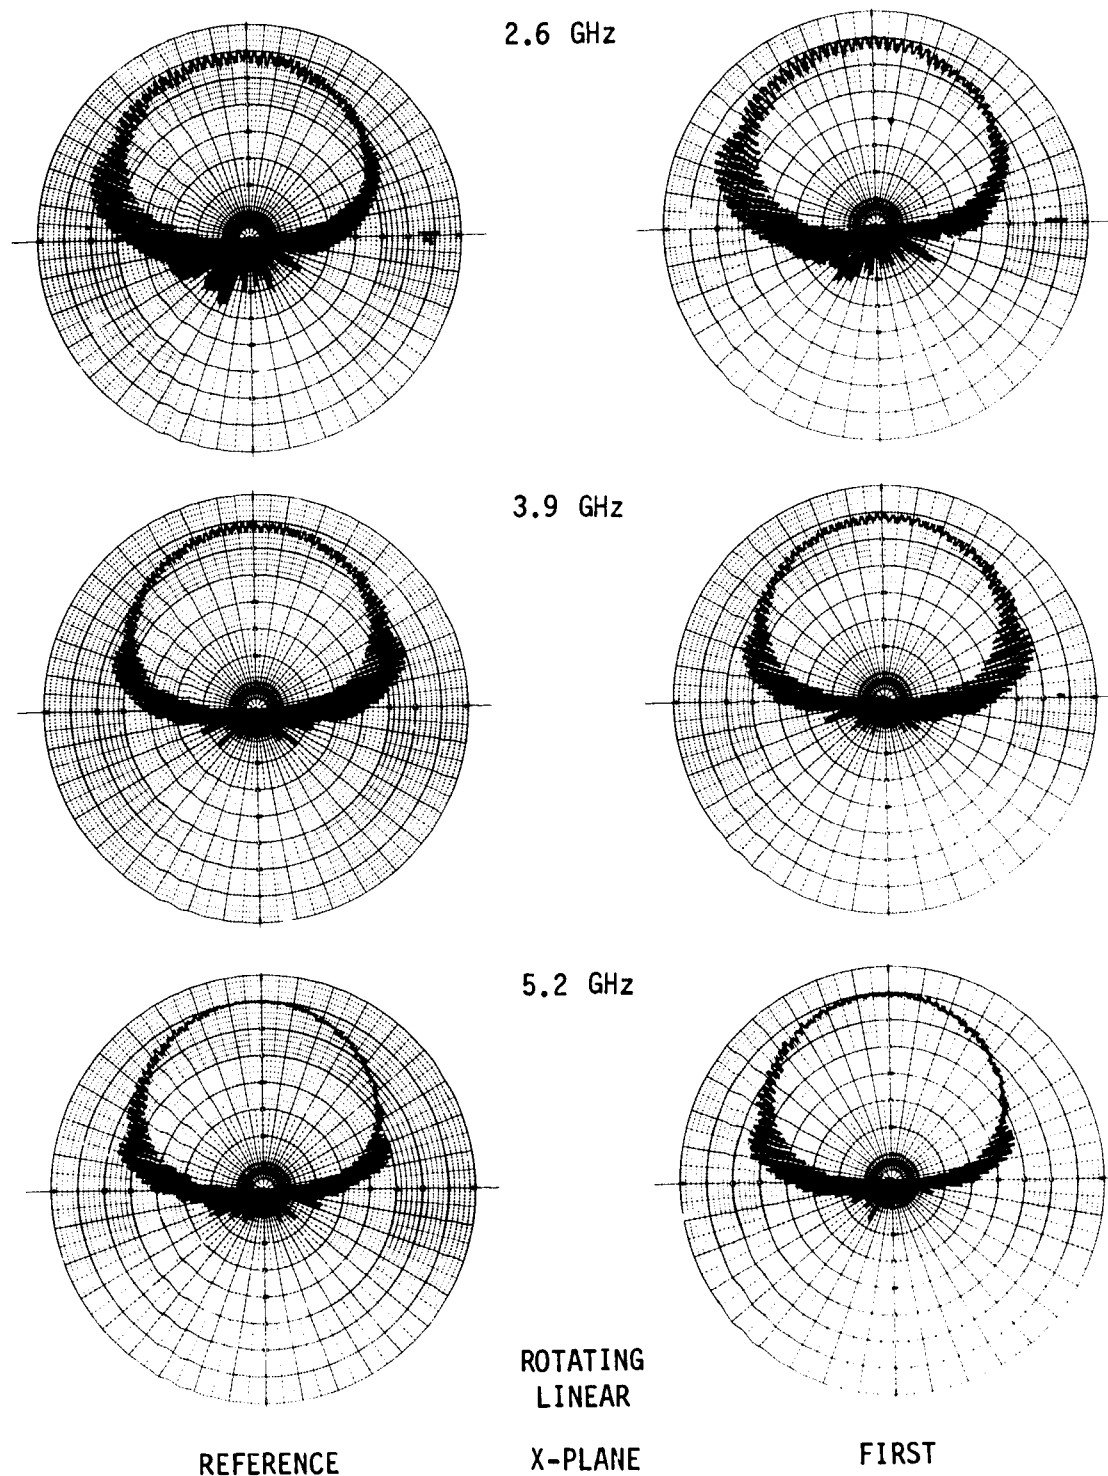 2.6 GHz
3.9 GHz
5.2 GHz
ROTATING
LINEAR
REFERENCE
X-PLANE
FIRST